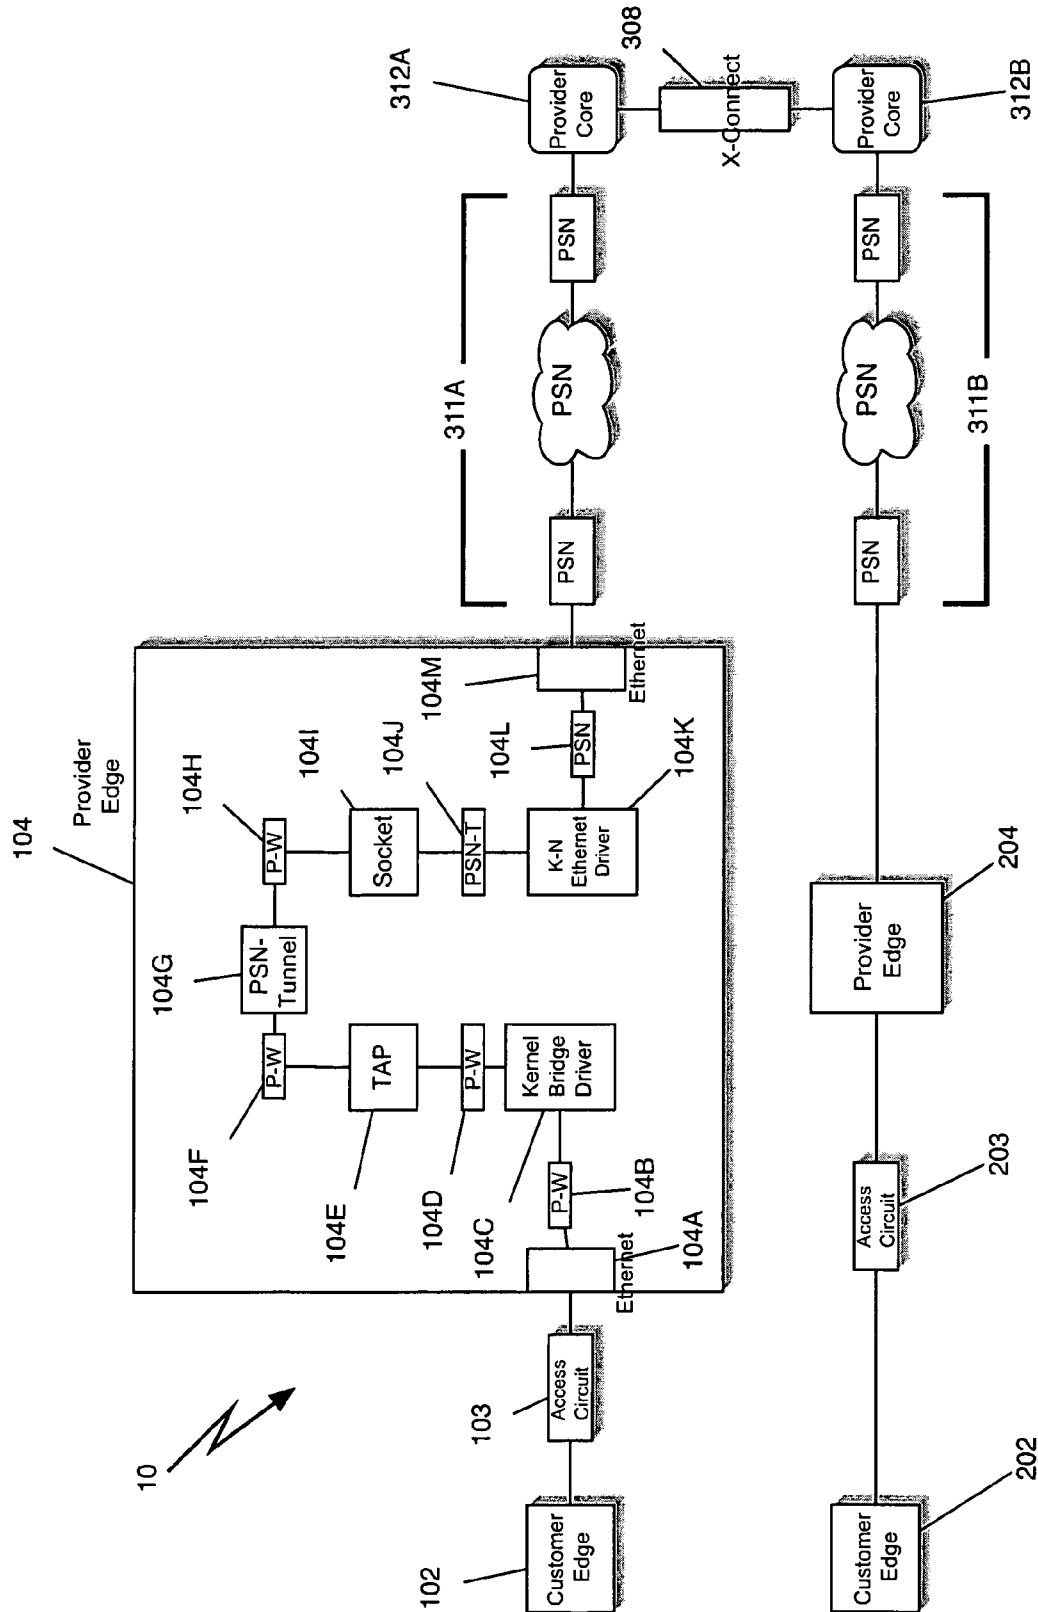 10
104
Provider
Edge
104F
104G
104H
P-W
PSN-
Tunnel
P-W
104E
104I
TAP
Socket
104D
104J
P-W
PSN-T
104C
104L
104M
Kernel
Bridge
Driver
K-N
Ethernet
Driver
P-W
104B
PSN
104K
104A
Ethernet
Ethernet
102
Customer
Edge
103
Access
Circuit
311A
PSN
PSN
PSN
312A
Provider
Core
308
X-Connect
202
Customer
Edge
203
Access
Circuit
204
Provider
Edge
PSN
PSN
PSN
311B
Provider
Core
312B